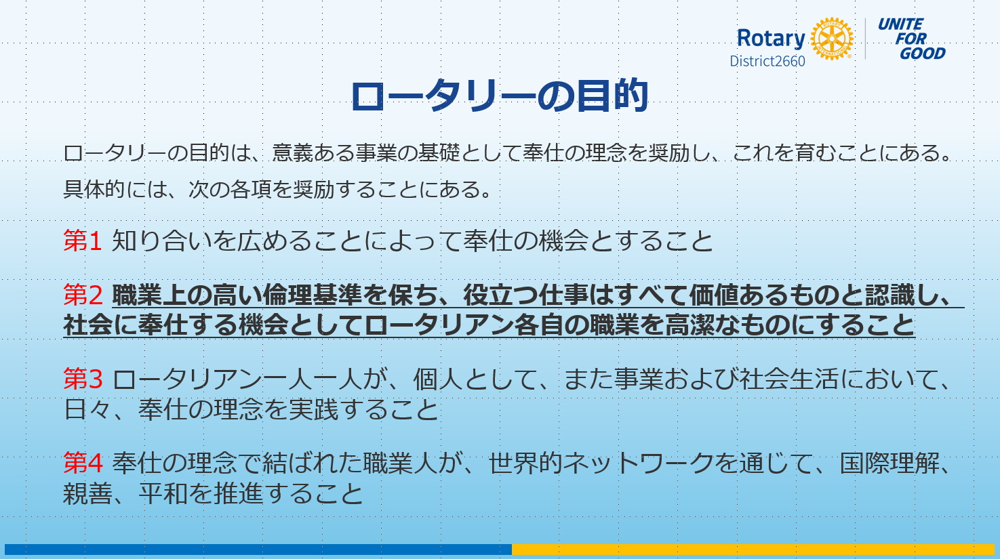 Rotary
District2660
UNITE
FOR
GOOD
ロータリーの目的
ロータリーの目的は、意義ある事業の基礎として奉仕の理念を奨励し、これを育むことにある。
具体的には、次の各項を奨励することにある。
第1 知り合いを広めることによって奉仕の機会とすること
第2 職業上の高い倫理基準を保ち、役立つ仕事はすべて価値あるものと認識し、
社会に奉仕する機会としてロータリアン各自の職業を高潔なものにすること
第3 ロータリアン一人一人が、個人として、また事業および社会生活において、
日々、奉仕の理念を実践すること
第4 奉仕の理念で結ばれた職業人が、世界的ネットワークを通じて、国際理解、
親善、平和を推進すること